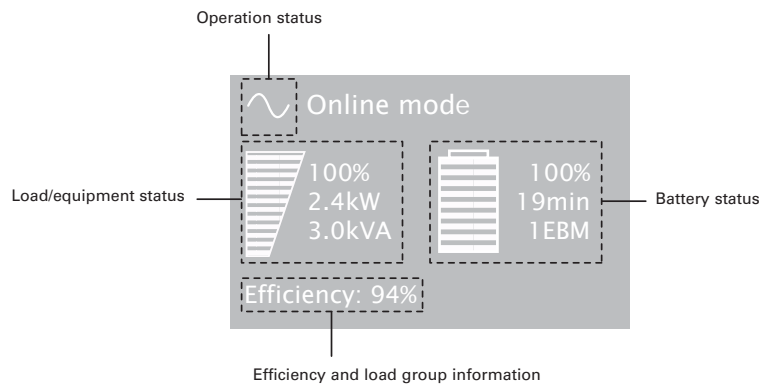 Operation status
Online mode
Load/equipment status
100%
2.4kW
3.0kVA
100%
19min
1EBM
Battery status
Efficiency: 94%
Efficiency and load group information